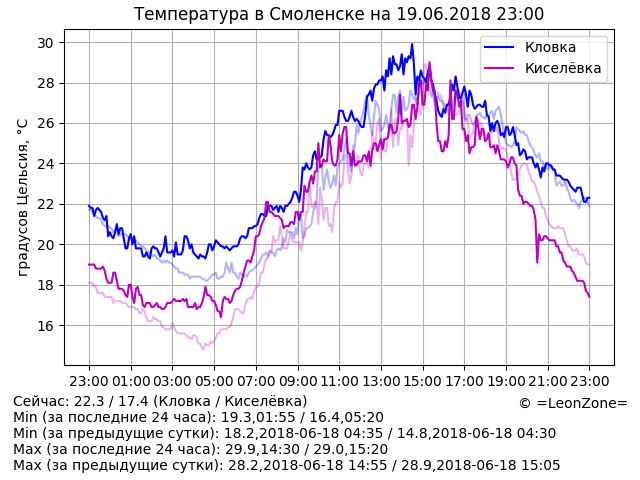 Температура в Смоленске на 19.06.2018 23:00
Кловка
Киселёвка
градусов Цельсия, °C
30
28
26
24
22
20
18
16
23:00 01:00 03:00 05:00 07:00 09:00 11:00 13:00 15:00 17:00 19:00 21:00 23:00
Сейчас: 22.3 / 17.4 (Кловка / Киселёвка)
© =LeonZone=
Min (за последние 24 часа): 19.3,01:55 / 16.4,05:20
Min (за предыдущие сутки): 18.2,2018-06-18 04:35 / 14.8,2018-06-18 04:30
Max (за последние 24 часа): 29.9,14:30 / 29.0,15:20
Max (за предыдущие сутки): 28.2,2018-06-18 14:55 / 28.9,2018-06-18 15:05